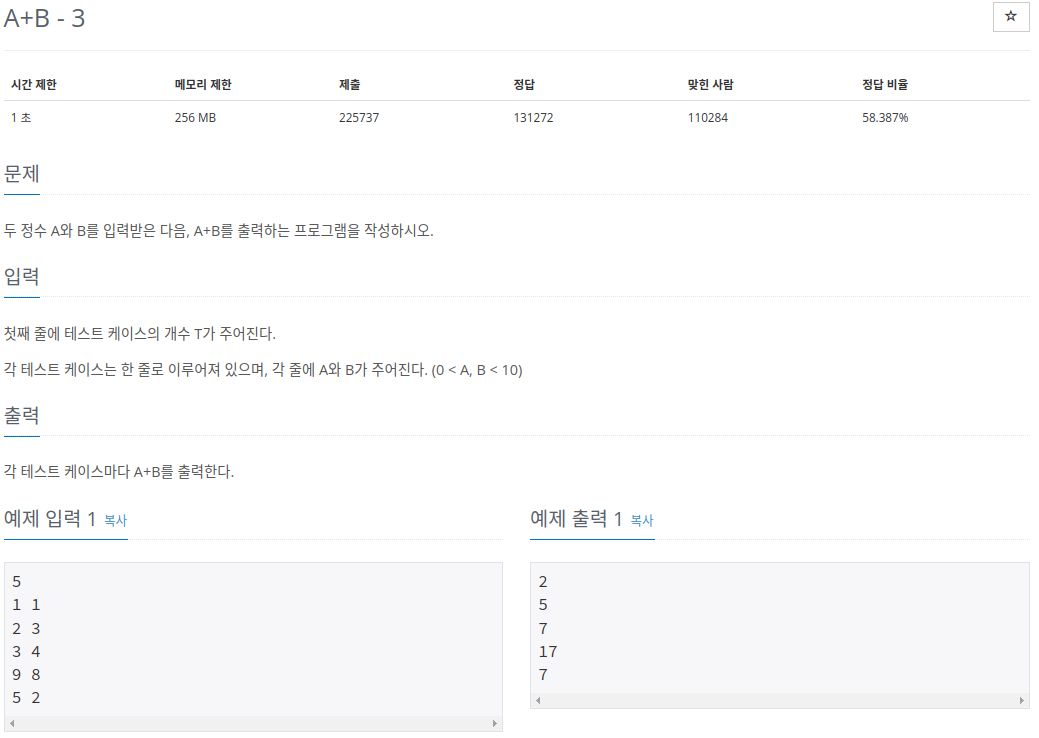 A+B - 3
시간 제한 메모리 제한 제출 정답 맞힌 사람 정답 비율
1 초 256 MB 225737 131272 110284 58.387%
문제
두 정수 A와 B를 입력받은 다음, A+B를 출력하는 프로그램을 작성하시오.
입력
첫째 줄에 테스트 케이스의 개수 T가 주어진다.
각 테스트 케이스는 한 줄로 이루어져 있으며, 각 줄에 A와 B가 주어진다. (0 < A, B < 10)
출력
각 테스트 케이스마다 A+B를 출력한다.
예제 입력 1 복사
5
1 1
2 3
3 4
9 8
5 2
예제 출력 1 복사
2
5
7
17
7